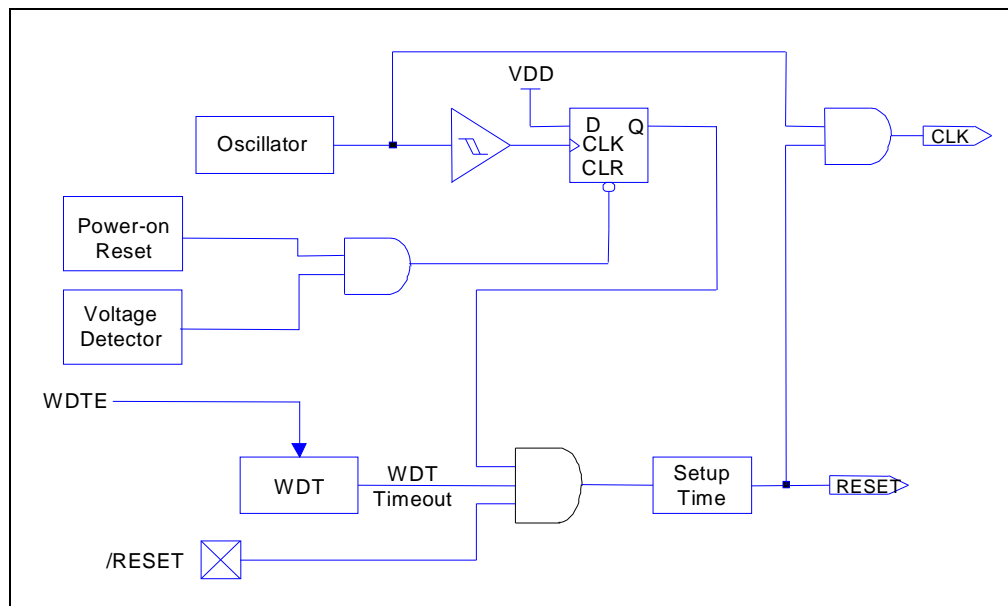 VDD
Oscillator
D
Q
CLK
CLR
CLK
Power-on
Reset
Voltage
Detector
WDTE
WDT
WDT
Timeout
Setup
Time
RESET
/RESET